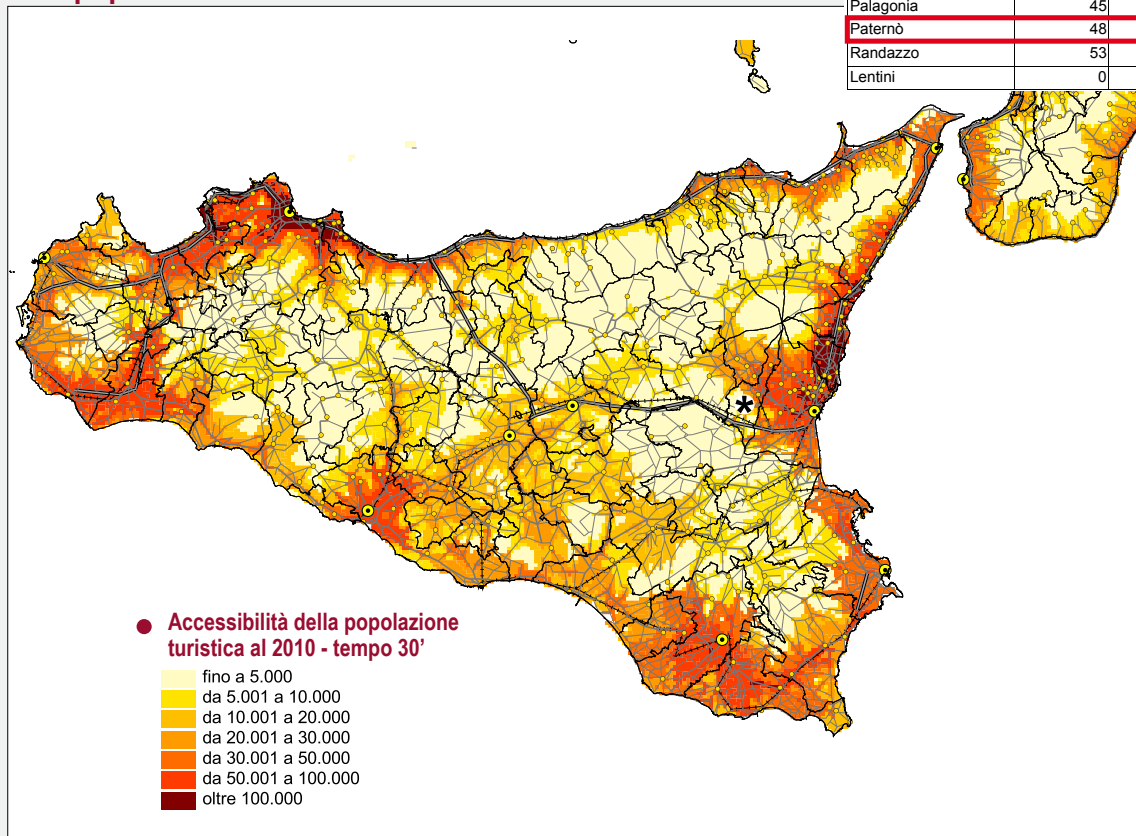 Palagonia 45
Paternò 48
Randazzo 53
Lentini 0
*
● Accessibilità della popolazione
turistica al 2010 - tempo 30’
fino a 5.000
da 5.001 a 10.000
da 10.001 a 20.000
da 20.001 a 30.000
da 30.001 a 50.000
da 50.001 a 100.000
oltre 100.000